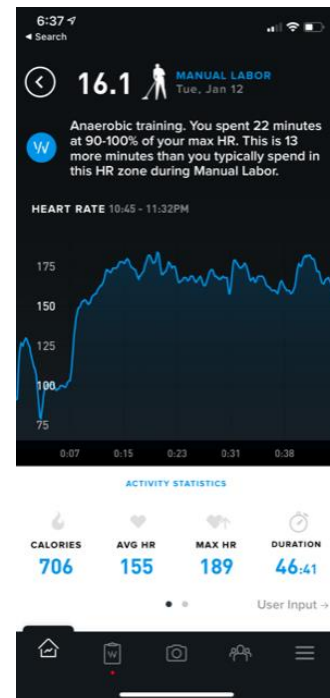 6:37
◂ Search
16.1 MANUAL LABOR
Tue, Jan 12
W Anaerobic training. You spent 22 minutes
at 90-100% of your max HR. This is 13
more minutes than you typically spend in
this HR zone during Manual Labor.
HEART RATE 10:45 - 11:32PM
175
150
125
100
75
0:07 0:15 0:23 0:31 0:38
ACTIVITY STATISTICS
CALORIES AVG HR MAX HR DURATION
706 155 189 46:41
User Input →
W